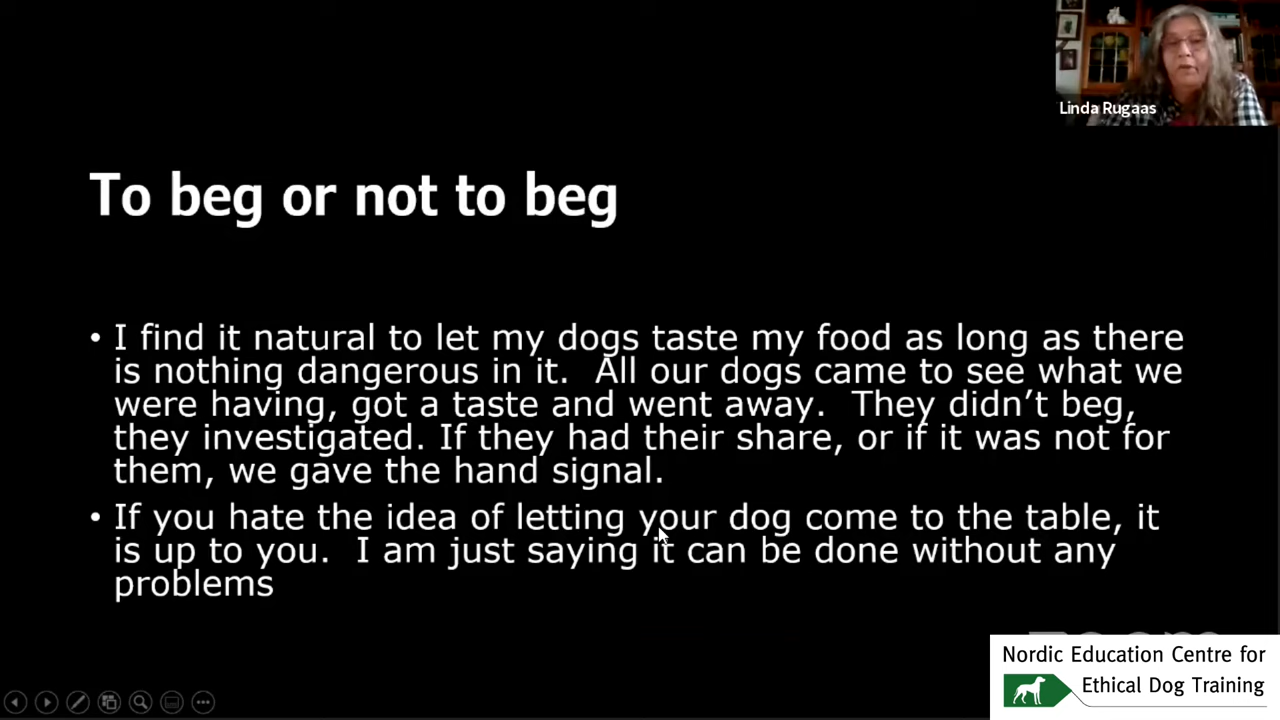 Linda Rugaas
To beg or not to beg
• I find it natural to let my dogs taste my food as long as there
is nothing dangerous in it.  All our dogs came to see what we
were having, got a taste and went away.  They didn’t beg,
they investigated. If they had their share, or if it was not for
them, we gave the hand signal.
• If you hate the idea of letting your dog come to the table, it
is up to you.  I am just saying it can be done without any
problems
Nordic Education Centre for
Ethical Dog Training